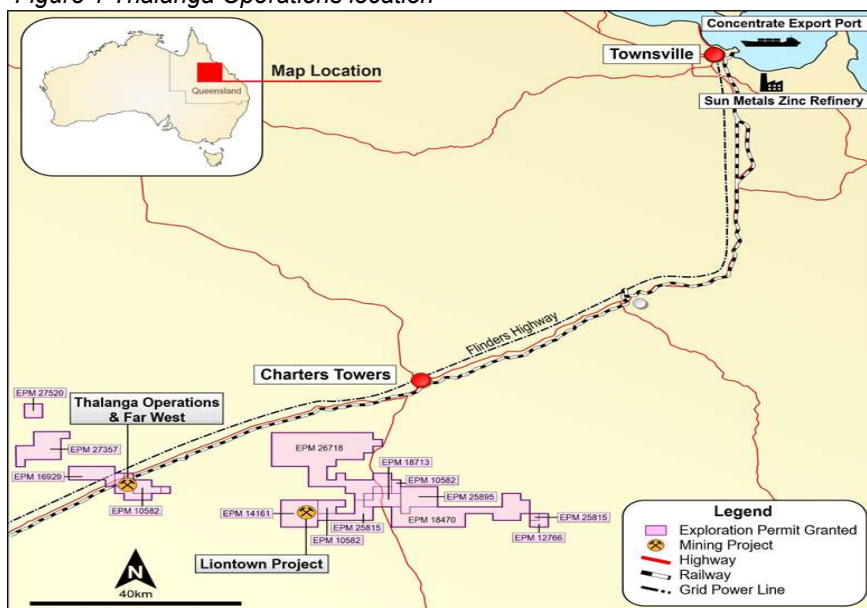 Figure 1 Thalanga Operations location
Concentrate Export Port
Townsville
Map Location
Queensland
Sun Metals Zinc Refinery
Flinders Highway
Charters Towers
EPM 27520
Thalanga Operations
& Far West
EPM 27357
EPM 26718
EPM 18713
EPM 16929
EPM 10582
EPM 10582
EPM 25895
EPM 14161
EPM 25815
EPM 18470
EPM 25815
EPM 10582
EPM 12766
Liontown Project
N
40km
Legend
Exploration Permit Granted
Mining Project
Highway
Railway
Grid Power Line